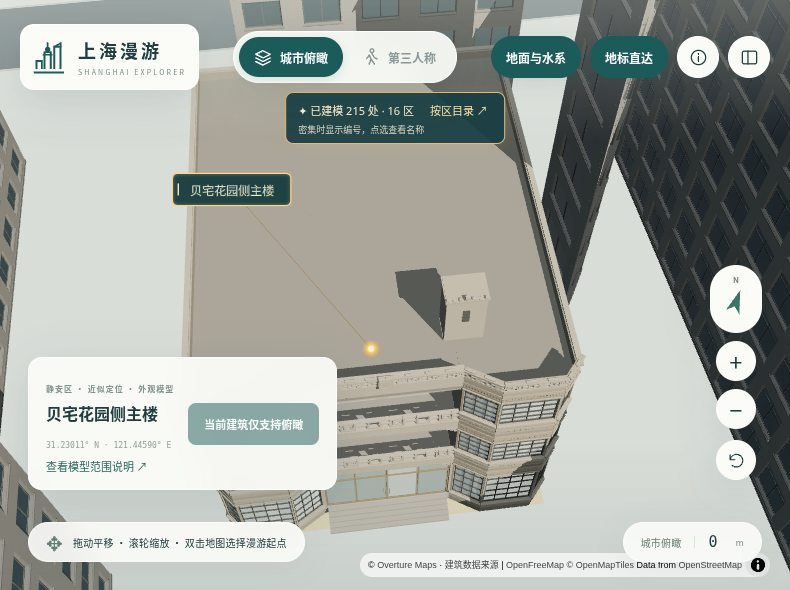 上海漫游
SHANGHAI EXPLORER
城市俯瞰
第三人称
地面与水系
地标直达
✦ 已建模 215 处 · 16 区 按区目录 ↗
密集时显示编号，点选查看名称
贝宅花园侧主楼
N
静安区 · 近似定位 · 外观模型
贝宅花园侧主楼
当前建筑仅支持俯瞰
31.23011° N · 121.44590° E
查看模型范围说明 ↗
拖动平移 · 滚轮缩放 · 双击地图选择漫游起点
城市俯瞰 0 m
© Overture Maps · 建筑数据来源 | OpenFreeMap © OpenMapTiles Data from OpenStreetMap